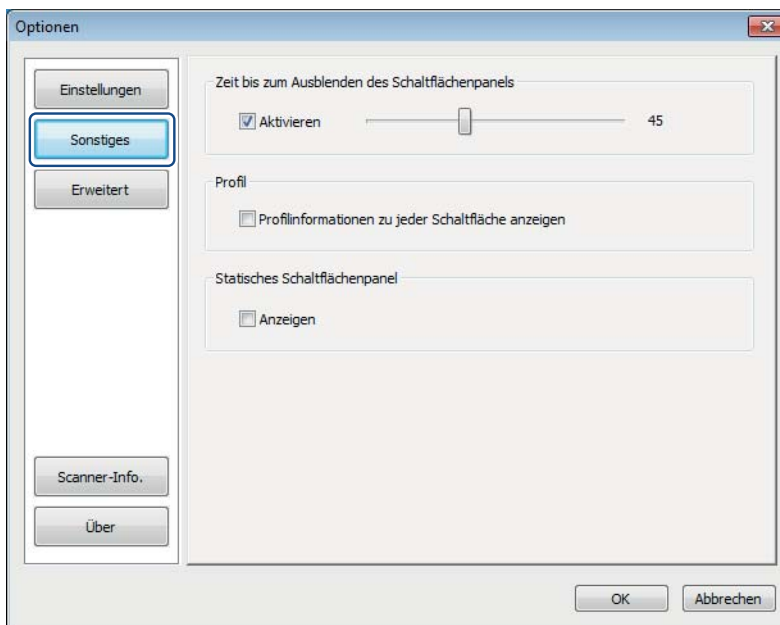 Optionen
Einstellungen
Sonstiges
Erweitert
Scanner-Info.
Über
Zeit bis zum Ausblenden des Schaltflächenpanels
Aktivieren 45
Profil
Profilinformationen zu jeder Schaltfläche anzeigen
Statisches Schaltflächenpanel
Anzeigen
OK Abbrechen